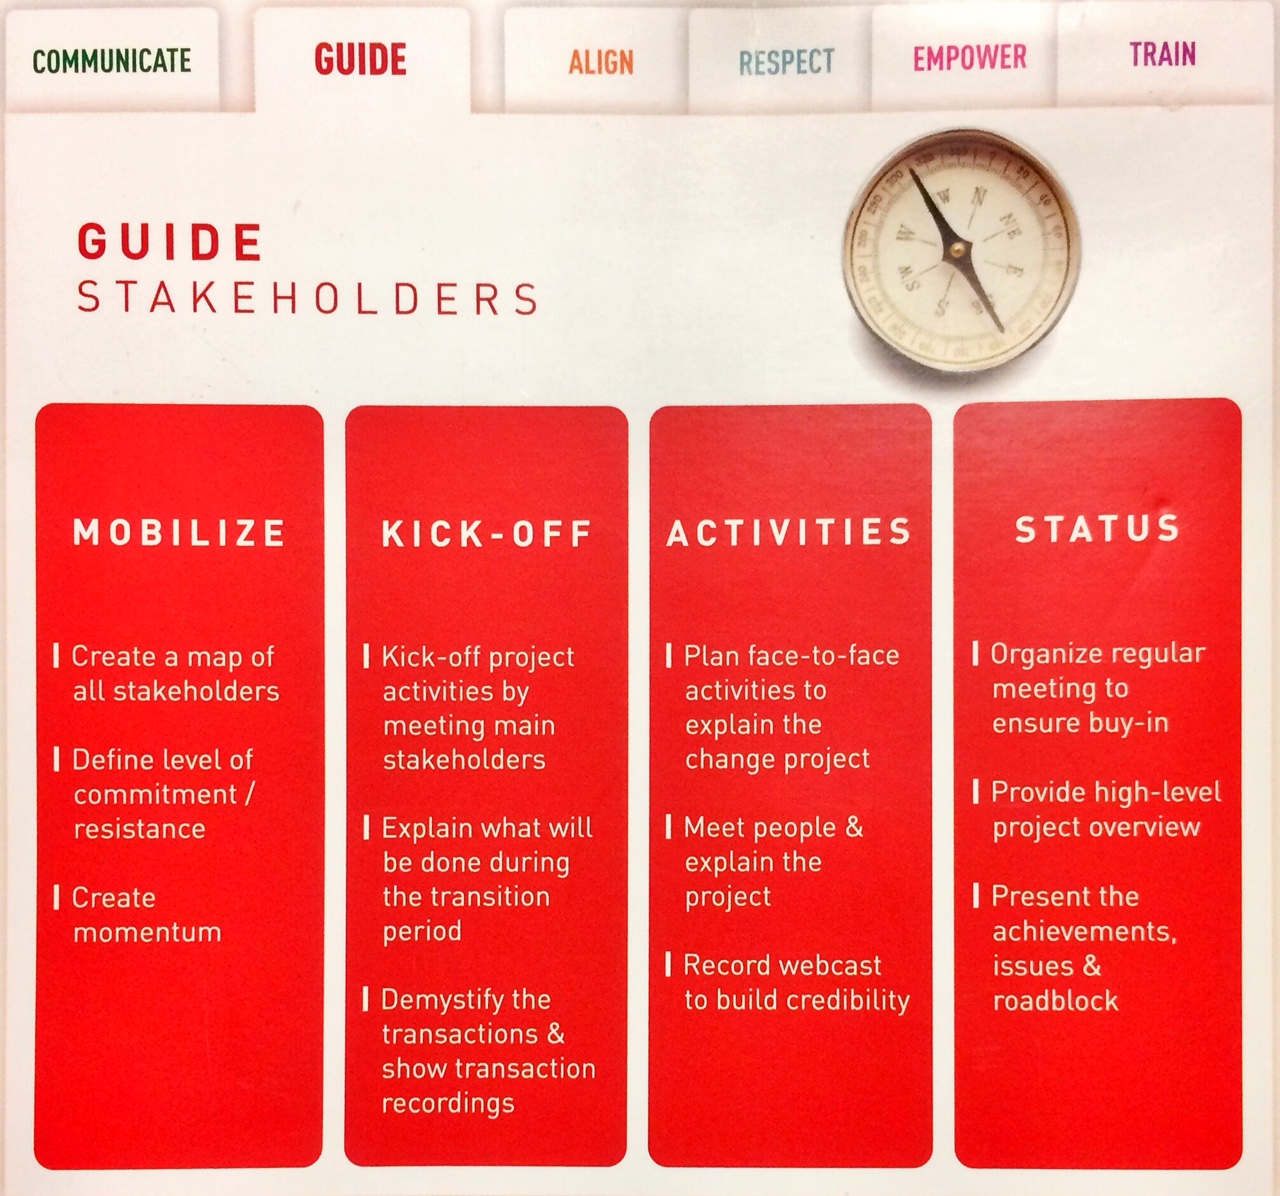 COMMUNICATE GUIDE ALIGN RESPECT EMPOWER TRAIN
GUIDE
STAKEHOLDERS
N
NE
E
S
SW
W
W
MOBILIZE
Create a map of
all stakeholders
Define level of
commitment /
resistance
Create
momentum
KICK-OFF
Kick-off project
activities by
meeting main
stakeholders
Explain what will
be done during
the transition
period
Demystify the
transactions &
show transaction
recordings
ACTIVITIES
Plan face-to-face
activities to
explain the
change project
Meet people &
explain the
project
Record webcast
to build credibility
STATUS
Organize regular
meeting to
ensure buy-in
Provide high-level
project overview
Present the
achievements,
issues &
roadblock